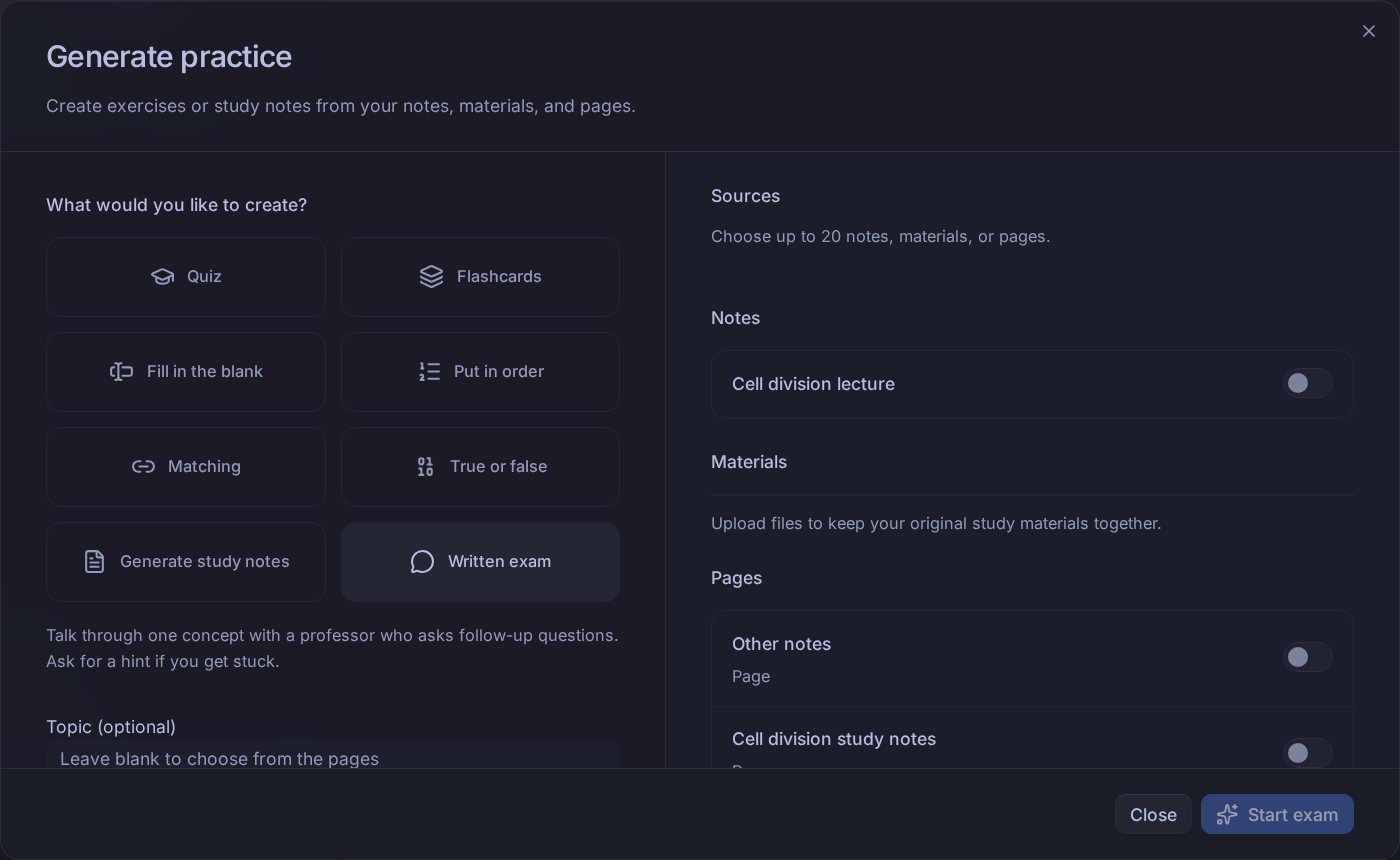 Generate practice
Create exercises or study notes from your notes, materials, and pages.
What would you like to create?
Quiz
Flashcards
Fill in the blank
Put in order
Matching
True or false
Generate study notes
Written exam
Talk through one concept with a professor who asks follow-up questions.
Ask for a hint if you get stuck.
Topic (optional)
Leave blank to choose from the pages
Sources
Choose up to 20 notes, materials, or pages.
Notes
Cell division lecture
Materials
Upload files to keep your original study materials together.
Pages
Other notes
Page
Cell division study notes
Close
Start exam